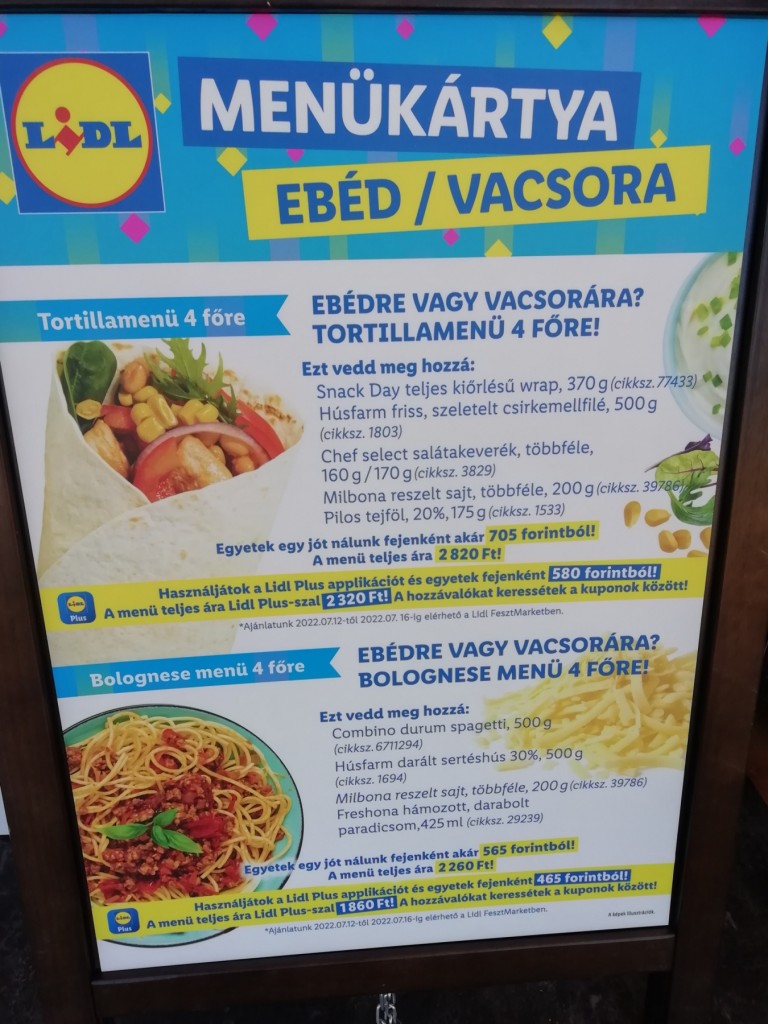 LIDL
MENÜKÁRTYA
EBÉD / VACSORA
Tortillamenü 4 főre
EBÉDRE VAGY VACSORÁRA?
TORTILLAMENÜ 4 FŐRE!
Ezt vedd meg hozzá:
Snack Day teljes kiőrlésű wrap, 370 g (cikksz. 77433)
Húsfarm friss, szeletelt csirkemellfilé, 500 g
(cikksz. 1803)
Chef select salátakeverék, többféle,
160 g / 170 g (cikksz. 3829)
Milbona reszelt sajt, többféle, 200 g (cikksz. 39786)
Pilos tejföl, 20%, 175 g (cikksz. 1533)
Egyetek egy jót nálunk fejenként akár 705 forintból!
A menü teljes ára 2 820 Ft!
Lidl
Plus
Használjátok a Lidl Plus applikációt és egyetek fejenként 580 forintból!
A menü teljes ára Lidl Plus-szal 2 320 Ft! A hozzávalókat keressétek a kuponok között!
*Ajánlatunk 2022.07.12-től 2022.07. 16-ig elérhető a Lidl FesztMarketben.
Bolognese menü 4 főre
EBÉDRE VAGY VACSORÁRA?
BOLOGNESE MENÜ 4 FŐRE!
Ezt vedd meg hozzá:
Combino durum spagetti, 500 g
(cikksz. 6711294)
Húsfarm darált sertéshús 30%, 500 g
(cikksz. 1694)
Milbona reszelt sajt, többféle, 200 g (cikksz. 39786)
Freshona hámozott, darabolt
paradicsom, 425 ml (cikksz. 29239)
Egyetek egy jót nálunk fejenként akár 565 forintból!
A menü teljes ára 2 260 Ft!
Lidl
Plus
Használjátok a Lidl Plus applikációt és egyetek fejenként 465 forintból!
A menü teljes ára Lidl Plus-szal 1 860 Ft! A hozzávalókat keressétek a kuponok között!
*Ajánlatunk 2022.07.12-től 2022.07.16-ig elérhető a Lidl FesztMarketben.
A képek illusztrációk.